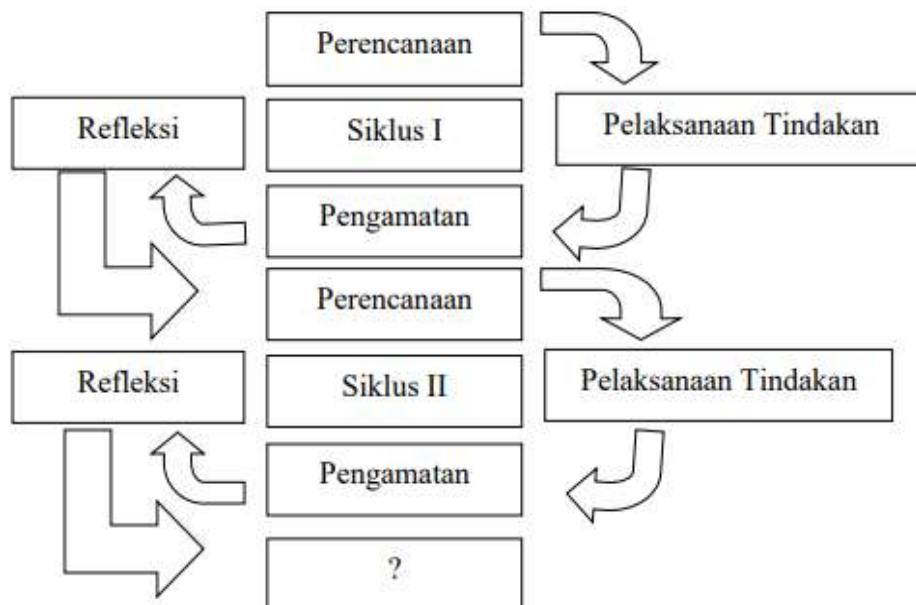 Perencanaan
Refleksi
Siklus I
Pelaksanaan Tindakan
Pengamatan
Perencanaan
Refleksi
Siklus II
Pelaksanaan Tindakan
Pengamatan
?